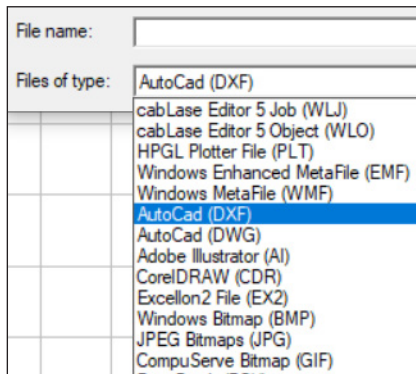 File name:
Files of type:
AutoCad (DXF)
cabLase Editor 5 Job (WLJ)
cabLase Editor 5 Object (WLO)
HPGL Plotter File (PLT)
Windows Enhanced MetaFile (EMF)
Windows MetaFile (WMF)
AutoCad (DXF)
AutoCad (DWG)
Adobe Illustrator (AI)
CorelDRAW (CDR)
Excellon2 File (EX2)
Windows Bitmap (BMP)
JPEG Bitmaps (JPG)
CompuServe Bitmap (GIF)